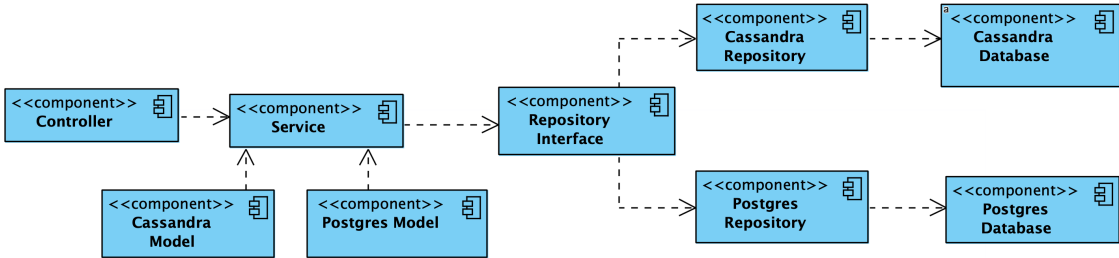 <<component>>
Controller
<<component>>
Service
<<component>>
Cassandra
Model
<<component>>
Postgres Model
<<component>>
Repository
Interface
<<component>>
Cassandra
Repository
a
<<component>>
Cassandra
Database
<<component>>
Postgres
Repository
<<component>>
Postgres
Database